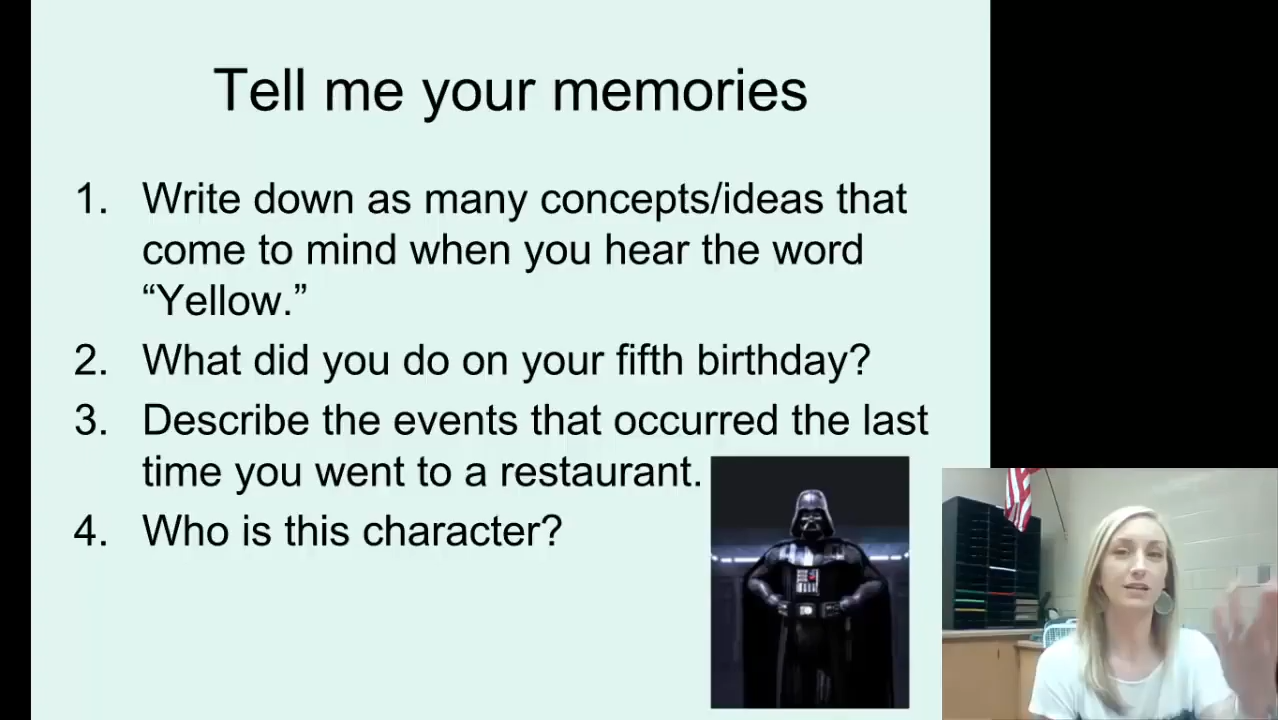 Tell me your memories
1. Write down as many concepts/ideas that
come to mind when you hear the word
“Yellow.”
2. What did you do on your fifth birthday?
3. Describe the events that occurred the last
time you went to a restaurant.
4. Who is this character?